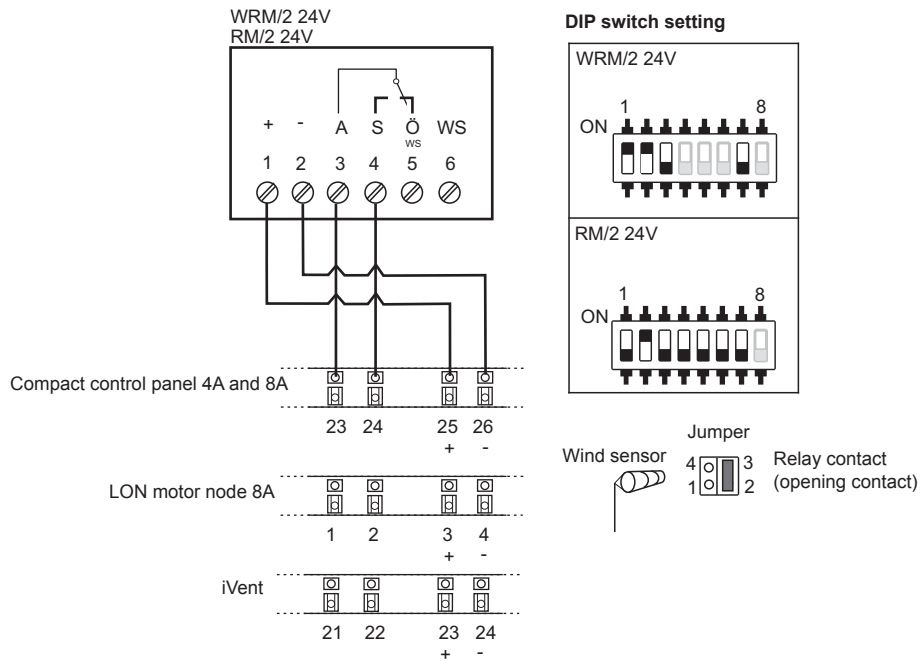 WRM/2 24V
RM/2 24V
+ - A S Ö WS
WS
1 2 3 4 5 6
Compact control panel 4A and 8A
23 24 25 26
+ -
LON motor node 8A
1 2 3 4
+ -
iVent
21 22 23 24
+ -
DIP switch setting
WRM/2 24V
1 8
ON
RM/2 24V
1 8
ON
Jumper
Wind sensor
4 3
1 2
Relay contact
(opening contact)